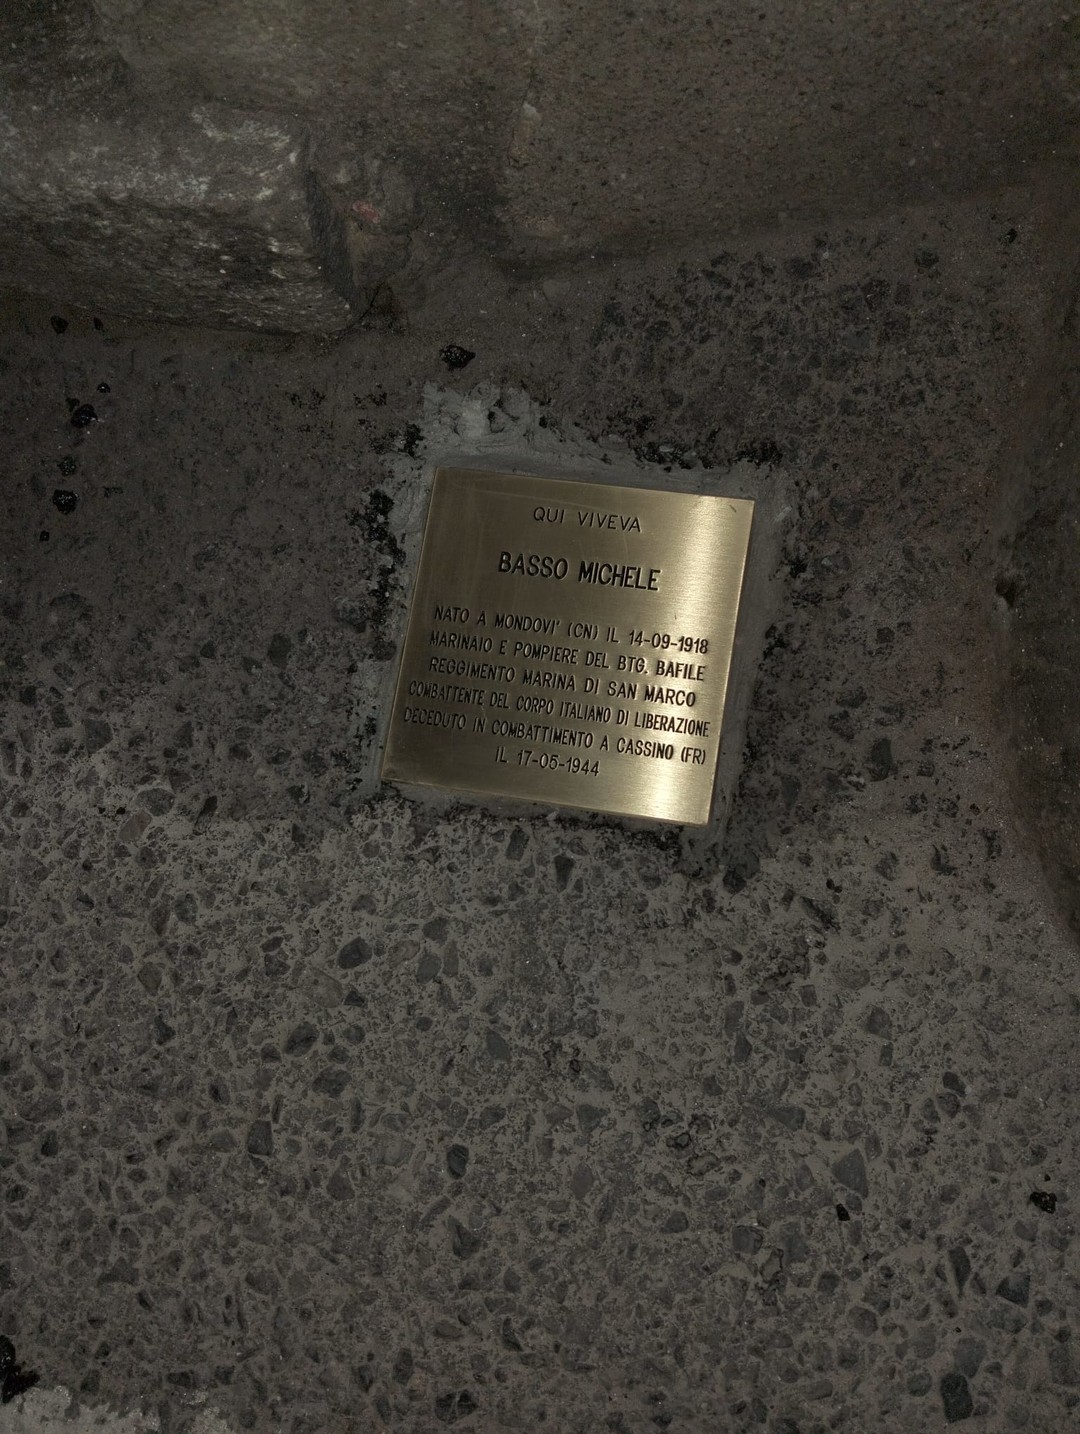 QUI VIVEVA
BASSO MICHELE
NATO A MONDOVI' (CN) IL 14-09-1918
MARINAIO E POMPIERE DEL BTG. BAFILE
REGGIMENTO MARINA DI SAN MARCO
COMBATTENTE DEL CORPO ITALIANO DI LIBERAZIONE
DECEDUTO IN COMBATTIMENTO A CASSINO (FR)
IL 17-05-1944